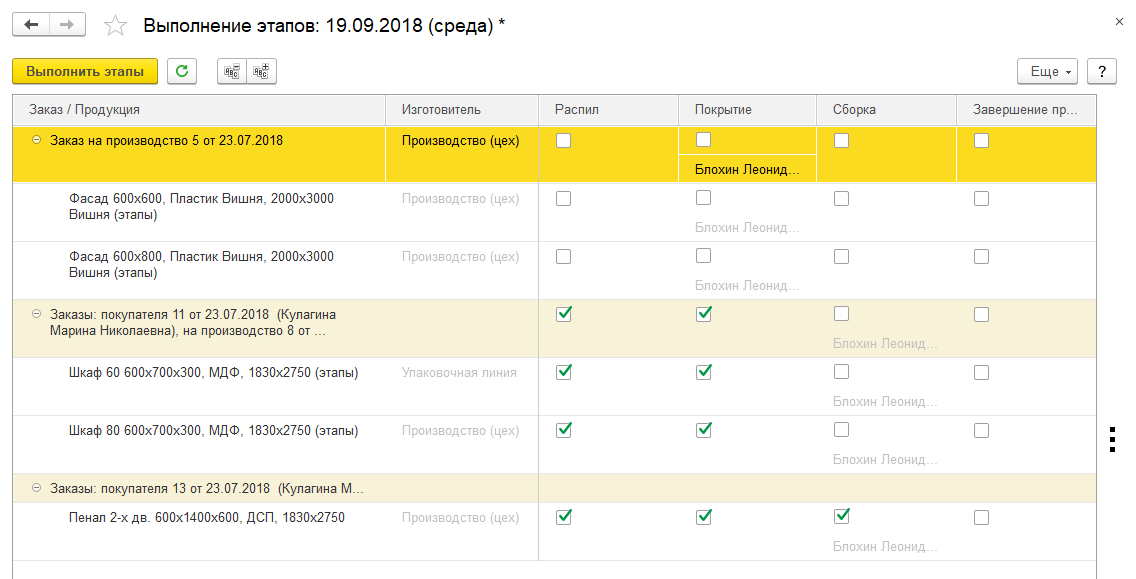 Выполнение этапов: 19.09.2018 (среда) *
×
Выполнить этапы
Еще
?
Заказ / Продукция Изготовитель Распил Покрытие Сборка Завершение пр...
Заказ на производство 5 от 23.07.2018 Производство (цех)
Блохин Леонид...
Фасад 600x600, Пластик Вишня, 2000x3000 Производство (цех)
Вишня (этапы)
Блохин Леонид...
Фасад 600x800, Пластик Вишня, 2000x3000 Производство (цех)
Вишня (этапы)
Блохин Леонид...
Заказы: покупателя 11 от 23.07.2018 (Кулагина
Марина Николаевна), на производство 8 от ...
Блохин Леонид...
Шкаф 60 600x700x300, МДФ, 1830x2750 (этапы) Упаковочная линия
Блохин Леонид...
Шкаф 80 600x700x300, МДФ, 1830x2750 (этапы) Производство (цех)
Блохин Леонид...
Заказы: покупателя 13 от 23.07.2018 (Кулагина М...
Пенал 2-х дв. 600x1400x600, ДСП, 1830x2750 Производство (цех)
Блохин Леонид...